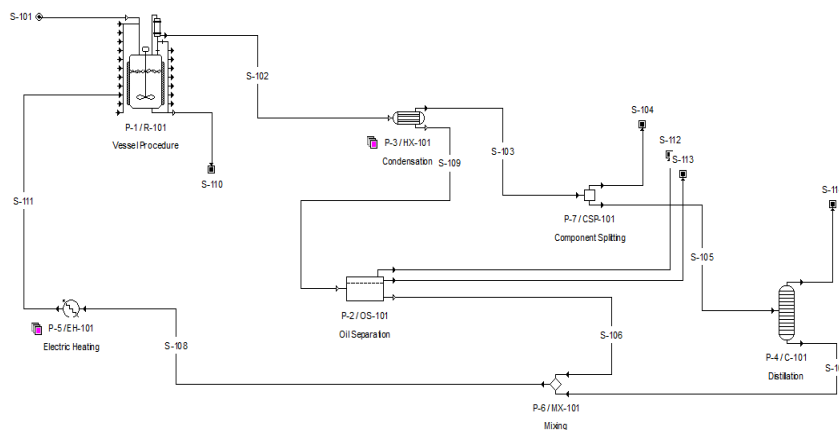 S-101
S-102
P-1 / R-101
Vessel Procedure
S-110
S-111
P-3 / HX-101
Condensation
S-109
S-103
S-104
S-112
S-113
P-7 / CSP-101
Component Splitting
S-105
P-2 / OS-101
Oil Separation
S-106
P-4 / C-101
Distillation
P-5 / EH-101
Electric Heating
S-108
P-6 / MX-101
Mixing